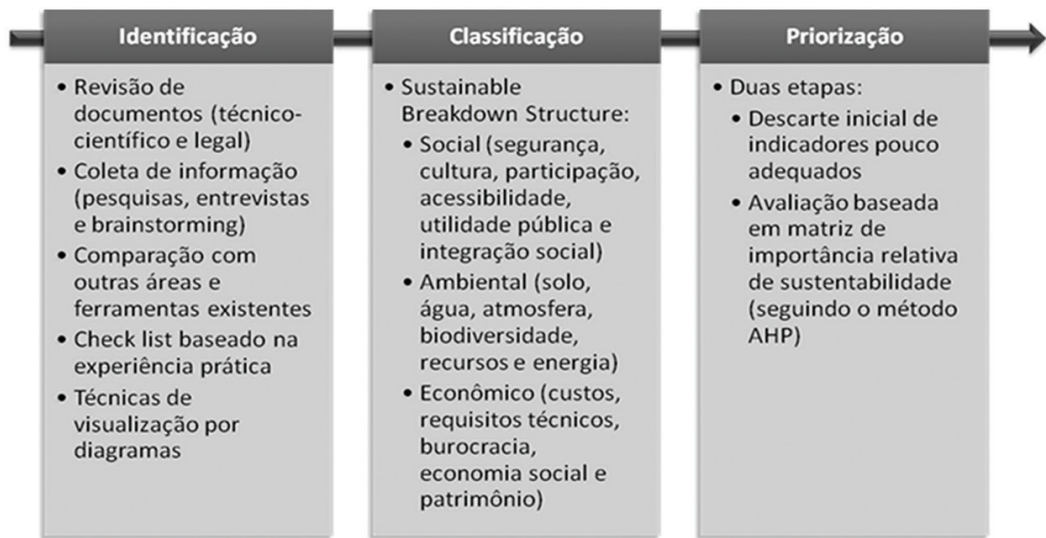 Identificação
• Revisão de
documentos (técnico-
científico e legal)
• Coleta de informação
(pesquisas, entrevistas
e brainstorming)
• Comparação com
outras áreas e
ferramentas existentes
• Check list baseado na
experiência prática
• Técnicas de
visualização por
diagramas
Classificação
• Sustainable
Breakdown Structure:
• Social (segurança,
cultura, participação,
acessibilidade,
utilidade pública e
integração social)
• Ambiental (solo,
água, atmosfera,
biodiversidade,
recursos e energia)
• Econômico (custos,
requisitos técnicos,
burocracia,
economia social e
patrimônio)
Priorização
• Duas etapas:
• Descarte inicial de
indicadores pouco
adequados
• Avaliação baseada
em matriz de
importância relativa
de sustentabilidade
(seguindo o método
AHP)